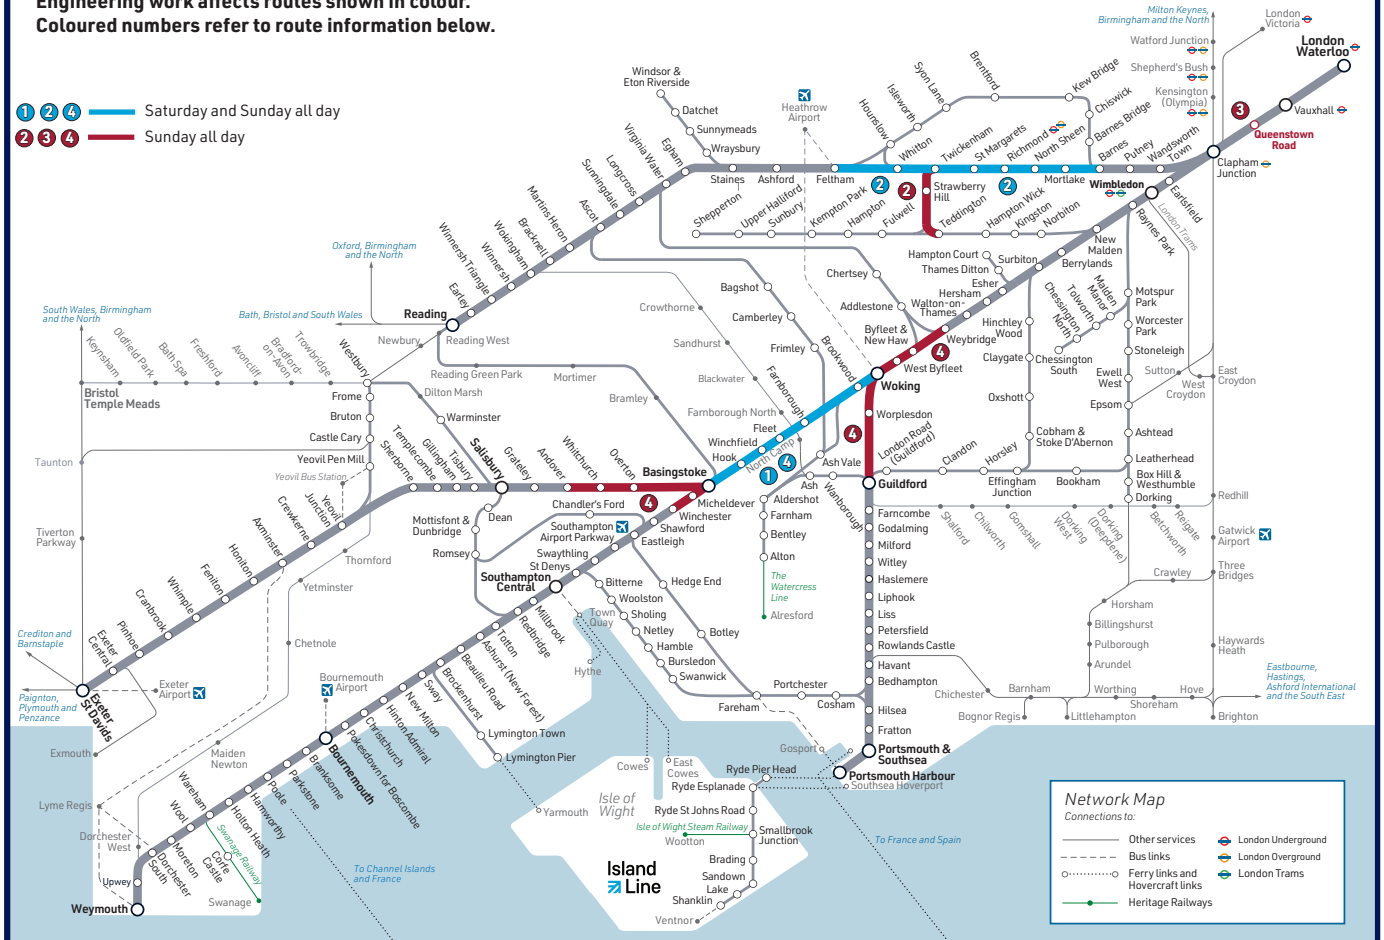 Engineering work affects routes shown in colour.
Coloured numbers refer to route information below.
1 2 4 Saturday and Sunday all day
2 3 4 Sunday all day
Milton Keynes,
Birmingham and the North
London
Victoria
Watford Junction
London
Waterloo
Shepherd's Bush
Kensington
(Olympia)
3
Vauxhall
Queenstown
Road
Clapham
Junction
Windsor &
Eton Riverside
Datchet
Sunnymeads
Wraysbury
Heathrow
Airport
Hounslow
Isleworth
Syon Lane
Brentford
Kew Bridge
Chiswick
Barnes Bridge
Virginia Water
Egham
Staines
Ashford
Feltham
Whitton
Twickenham
St Margarets
Richmond
North Sheen
Mortlake
Barnes
Putney
Wandsworth
Town
2
2
2
Strawberry
Hill
Wimbledon
Earlsfield
London Trams
Raynes Park
Shepperton
Upper Halliford
Sunbury
Kempton Park
Hampton
Fulwell
Teddington
Hampton Wick
Kingston
Norbiton
New
Malden
Berrylands
Longcross
Sunningdale
Ascot
Martins Heron
Bracknell
Wokingham
Winnersh
Winnersh Triangle
Earley
Oxford, Birmingham
and the North
Bath, Bristol and South Wales
Reading
Reading West
Newbury
Reading Green Park
Mortimer
Bramley
Hampton Court
Thames Ditton
Surbiton
Esher
Hersham
Walton-on-
Thames
Weybridge
Chertsey
Addlestone
Byfleet &
New Haw
West Byfleet
4
Woking
Bagshot
Camberley
Frimley
Brookwood
Farnborough
Crowthorne
Sandhurst
Blackwater
Farnborough North
North Camp
Fleet
Winchfield
Hook
1
4
Basingstoke
Hinchley
Wood
Claygate
Oxshott
Cobham &
Stoke D'Abernon
Malden
Manor
Tolworth
Chessington
North
Chessington
South
Motspur
Park
Worcester
Park
Stoneleigh
Ewell
West
Epsom
Ashtead
Leatherhead
Box Hill &
Westhumble
Dorking
Sutton
West
Croydon
East
Croydon
Redhill
Gatwick
Airport
Three
Bridges
Crawley
Haywards
Heath
Eastbourne,
Hastings,
Ashford International
and the South East
Brighton
Worplesdon
4
London Road
(Guildford)
Clandon
Horsley
Effingham
Junction
Bookham
Guildford
Shalford
Chilworth
Gomshall
Dorking
West
Dorking
(Deepdene)
Betchworth
Reigate
Ash Vale
Ash
Wanborough
Aldershot
Farnham
Bentley
Alton
The
Watercress
Line
Alresford
Farncombe
Godalming
Milford
Witley
Haslemere
Liphook
Liss
Petersfield
Rowlands Castle
Havant
Bedhampton
Hilsea
Fratton
Portsmouth &
Southsea
Portsmouth Harbour
Southsea Hoverport
Gosport
Horsham
Billingshurst
Pulborough
Arundel
Barnham
Worthing
Shoreham
Hove
Chichester
Bognor Regis
Littlehampton
South Wales, Birmingham
and the North
Keynsham
Oldfield Park
Bath Spa
Freshford
Avoncliff
Bradford-
on-Avon
Trowbridge
Westbury
Bristol
Temple Meads
Frome
Bruton
Castle Cary
Yeovil Pen Mill
Yeovil Bus Station
Dilton Marsh
Warminster
Taunton
Tiverton
Parkway
Sherborne
Templecombe
Gillingham
Tisbury
Salisbury
Grateley
Andover
Whitchurch
Overton
4
Micheldever
Winchester
Shawford
Eastleigh
Chandler's Ford
Southampton
Airport Parkway
Swaythling
St Denys
Southampton
Central
Dean
Mottisfont &
Dunbridge
Romsey
Yeovil
Junction
Crewkerne
Axminster
Honiton
Feniton
Whimple
Cranbrook
Pinhoe
Exeter
Central
Exeter
St Davids
Exeter
Airport
Crediton and
Barnstaple
Paignton,
Plymouth and
Penzance
Exmouth
Thornford
Yetminster
Chetnole
Maiden
Newton
Lyme Regis
Dorchester
West
Hedge End
Botley
Bitterne
Woolston
Sholing
Netley
Hamble
Bursledon
Swanwick
Fareham
Portchester
Cosham
Town
Quay
Hythe
Millbrook
Redbridge
Totton
Ashurst (New Forest)
Beaulieu Road
Brockenhurst
Sway
New Milton
Hinton Admiral
Christchurch
Pokesdown for Boscombe
Bournemouth
Bournemouth
Airport
Branksome
Parkstone
Poole
Hamworthy
Holton Heath
Wareham
Wool
Moreton
Dorchester
South
Upwey
Weymouth
Swanage Railway
Corfe
Castle
Swanage
Lymington Town
Lymington Pier
Yarmouth
Cowes
East
Cowes
Isle of
Wight
Ryde Pier Head
Ryde Esplanade
Ryde St Johns Road
Isle of Wight Steam Railway
Wootton
Smallbrook
Junction
Brading
Sandown
Lake
Shanklin
Ventnor
Island
Line
To Channel Islands
and France
To France and Spain
Network Map
Connections to:
Other services
Bus links
Ferry links and
Hovercraft links
Heritage Railways
London Underground
London Overground
London Trams